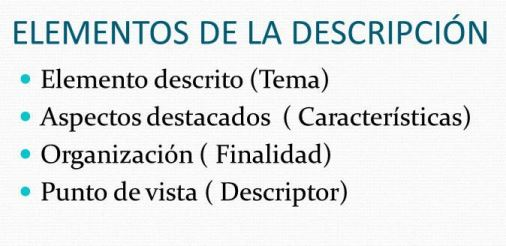 ELEMENTOS DE LA DESCRIPCIÓN
• Elemento descrito (Tema)
• Aspectos destacados ( Características)
• Organización ( Finalidad)
• Punto de vista ( Descriptor)